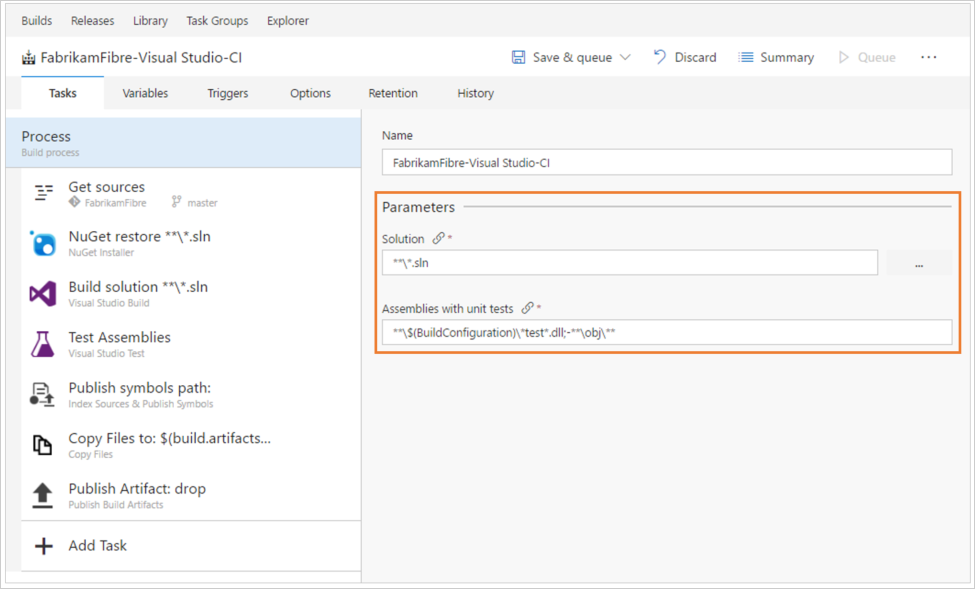 Builds Releases Library Task Groups Explorer
FabrikamFibre-Visual Studio-CI Save & queue Discard Summary Queue ...
Tasks Variables Triggers Options Retention History
Process
Build process
Get sources
FabrikamFibre master
NuGet restore **\*.sln
NuGet Installer
Build solution **\*.sln
Visual Studio Build
Test Assemblies
Visual Studio Test
Publish symbols path:
Index Sources & Publish Symbols
Copy Files to: $(build.artifacts...
Copy Files
Publish Artifact: drop
Publish Build Artifacts
Add Task
Name
FabrikamFibre-Visual Studio-CI
Parameters
Solution *
**\*.sln ...
Assemblies with unit tests *
**\$(BuildConfiguration)\*test*.dll;-**\obj\**